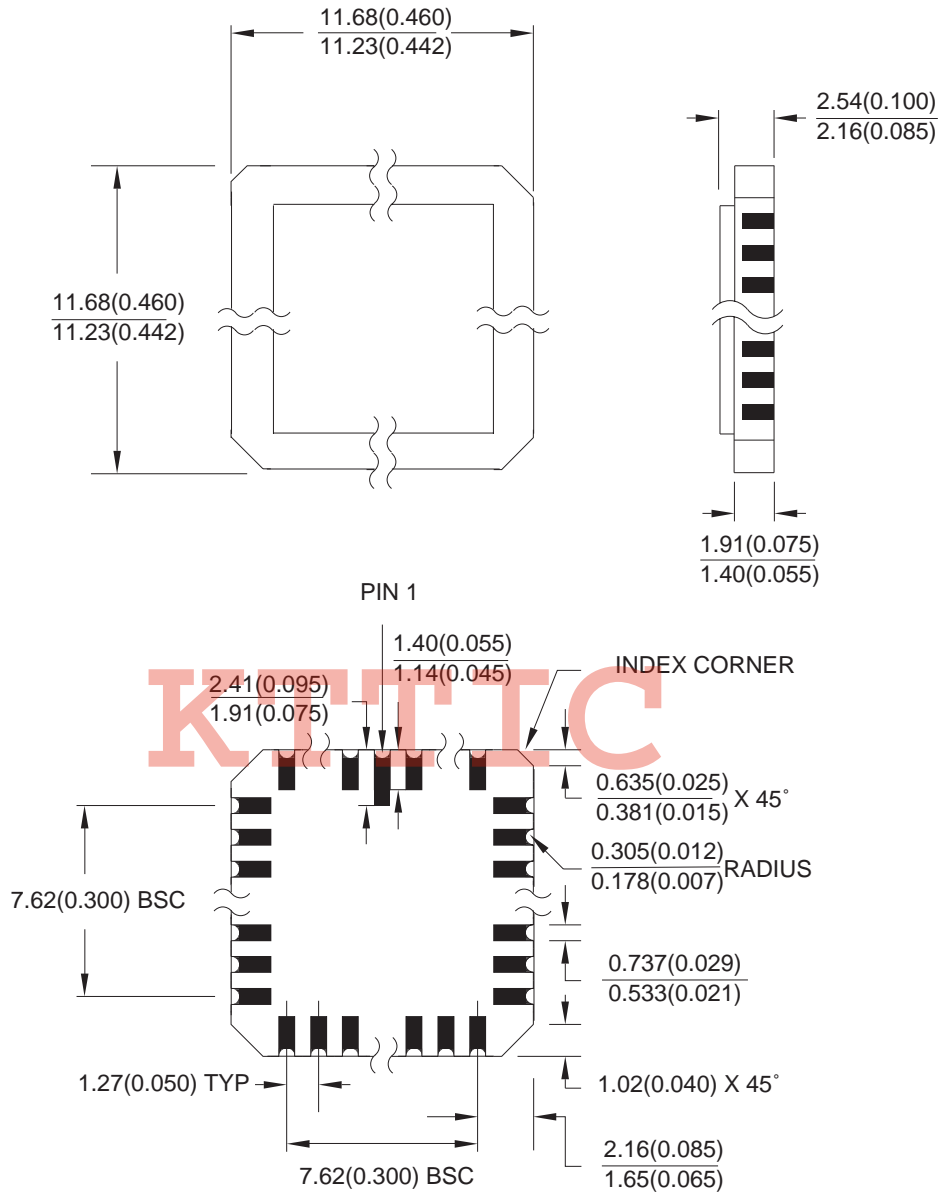 11.68(0.460)
11.23(0.442)
2.54(0.100)
2.16(0.085)
11.68(0.460)
11.23(0.442)
1.91(0.075)
1.40(0.055)
PIN 1
1.40(0.055)
1.14(0.045)
INDEX CORNER
2.41(0.095)
1.91(0.075)
KTTIC
0.635(0.025)
0.381(0.015) X 45°
0.305(0.012)
0.178(0.007) RADIUS
7.62(0.300) BSC
0.737(0.029)
0.533(0.021)
1.27(0.050) TYP
1.02(0.040) X 45°
7.62(0.300) BSC
2.16(0.085)
1.65(0.065)